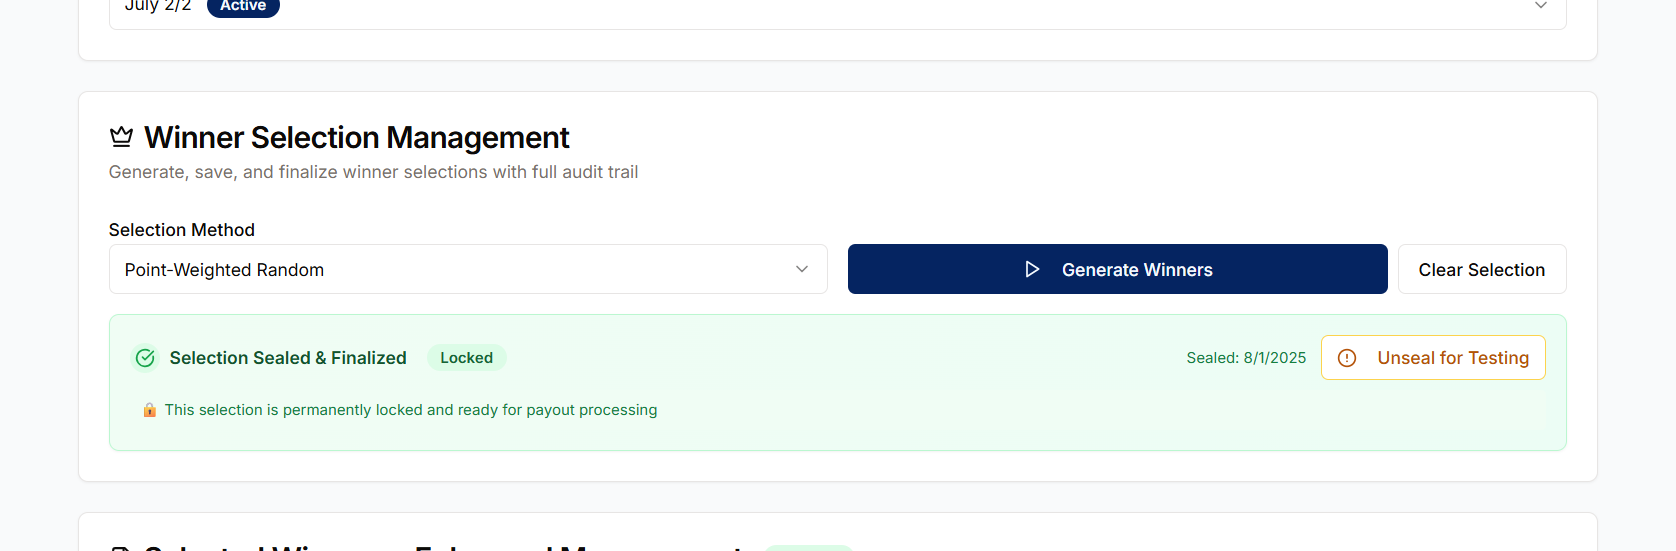 July 2/2 Active
Winner Selection Management
Generate, save, and finalize winner selections with full audit trail
Selection Method
Point-Weighted Random
Generate Winners
Clear Selection
Selection Sealed & Finalized Locked
Sealed: 8/1/2025
Unseal for Testing
🔒 This selection is permanently locked and ready for payout processing